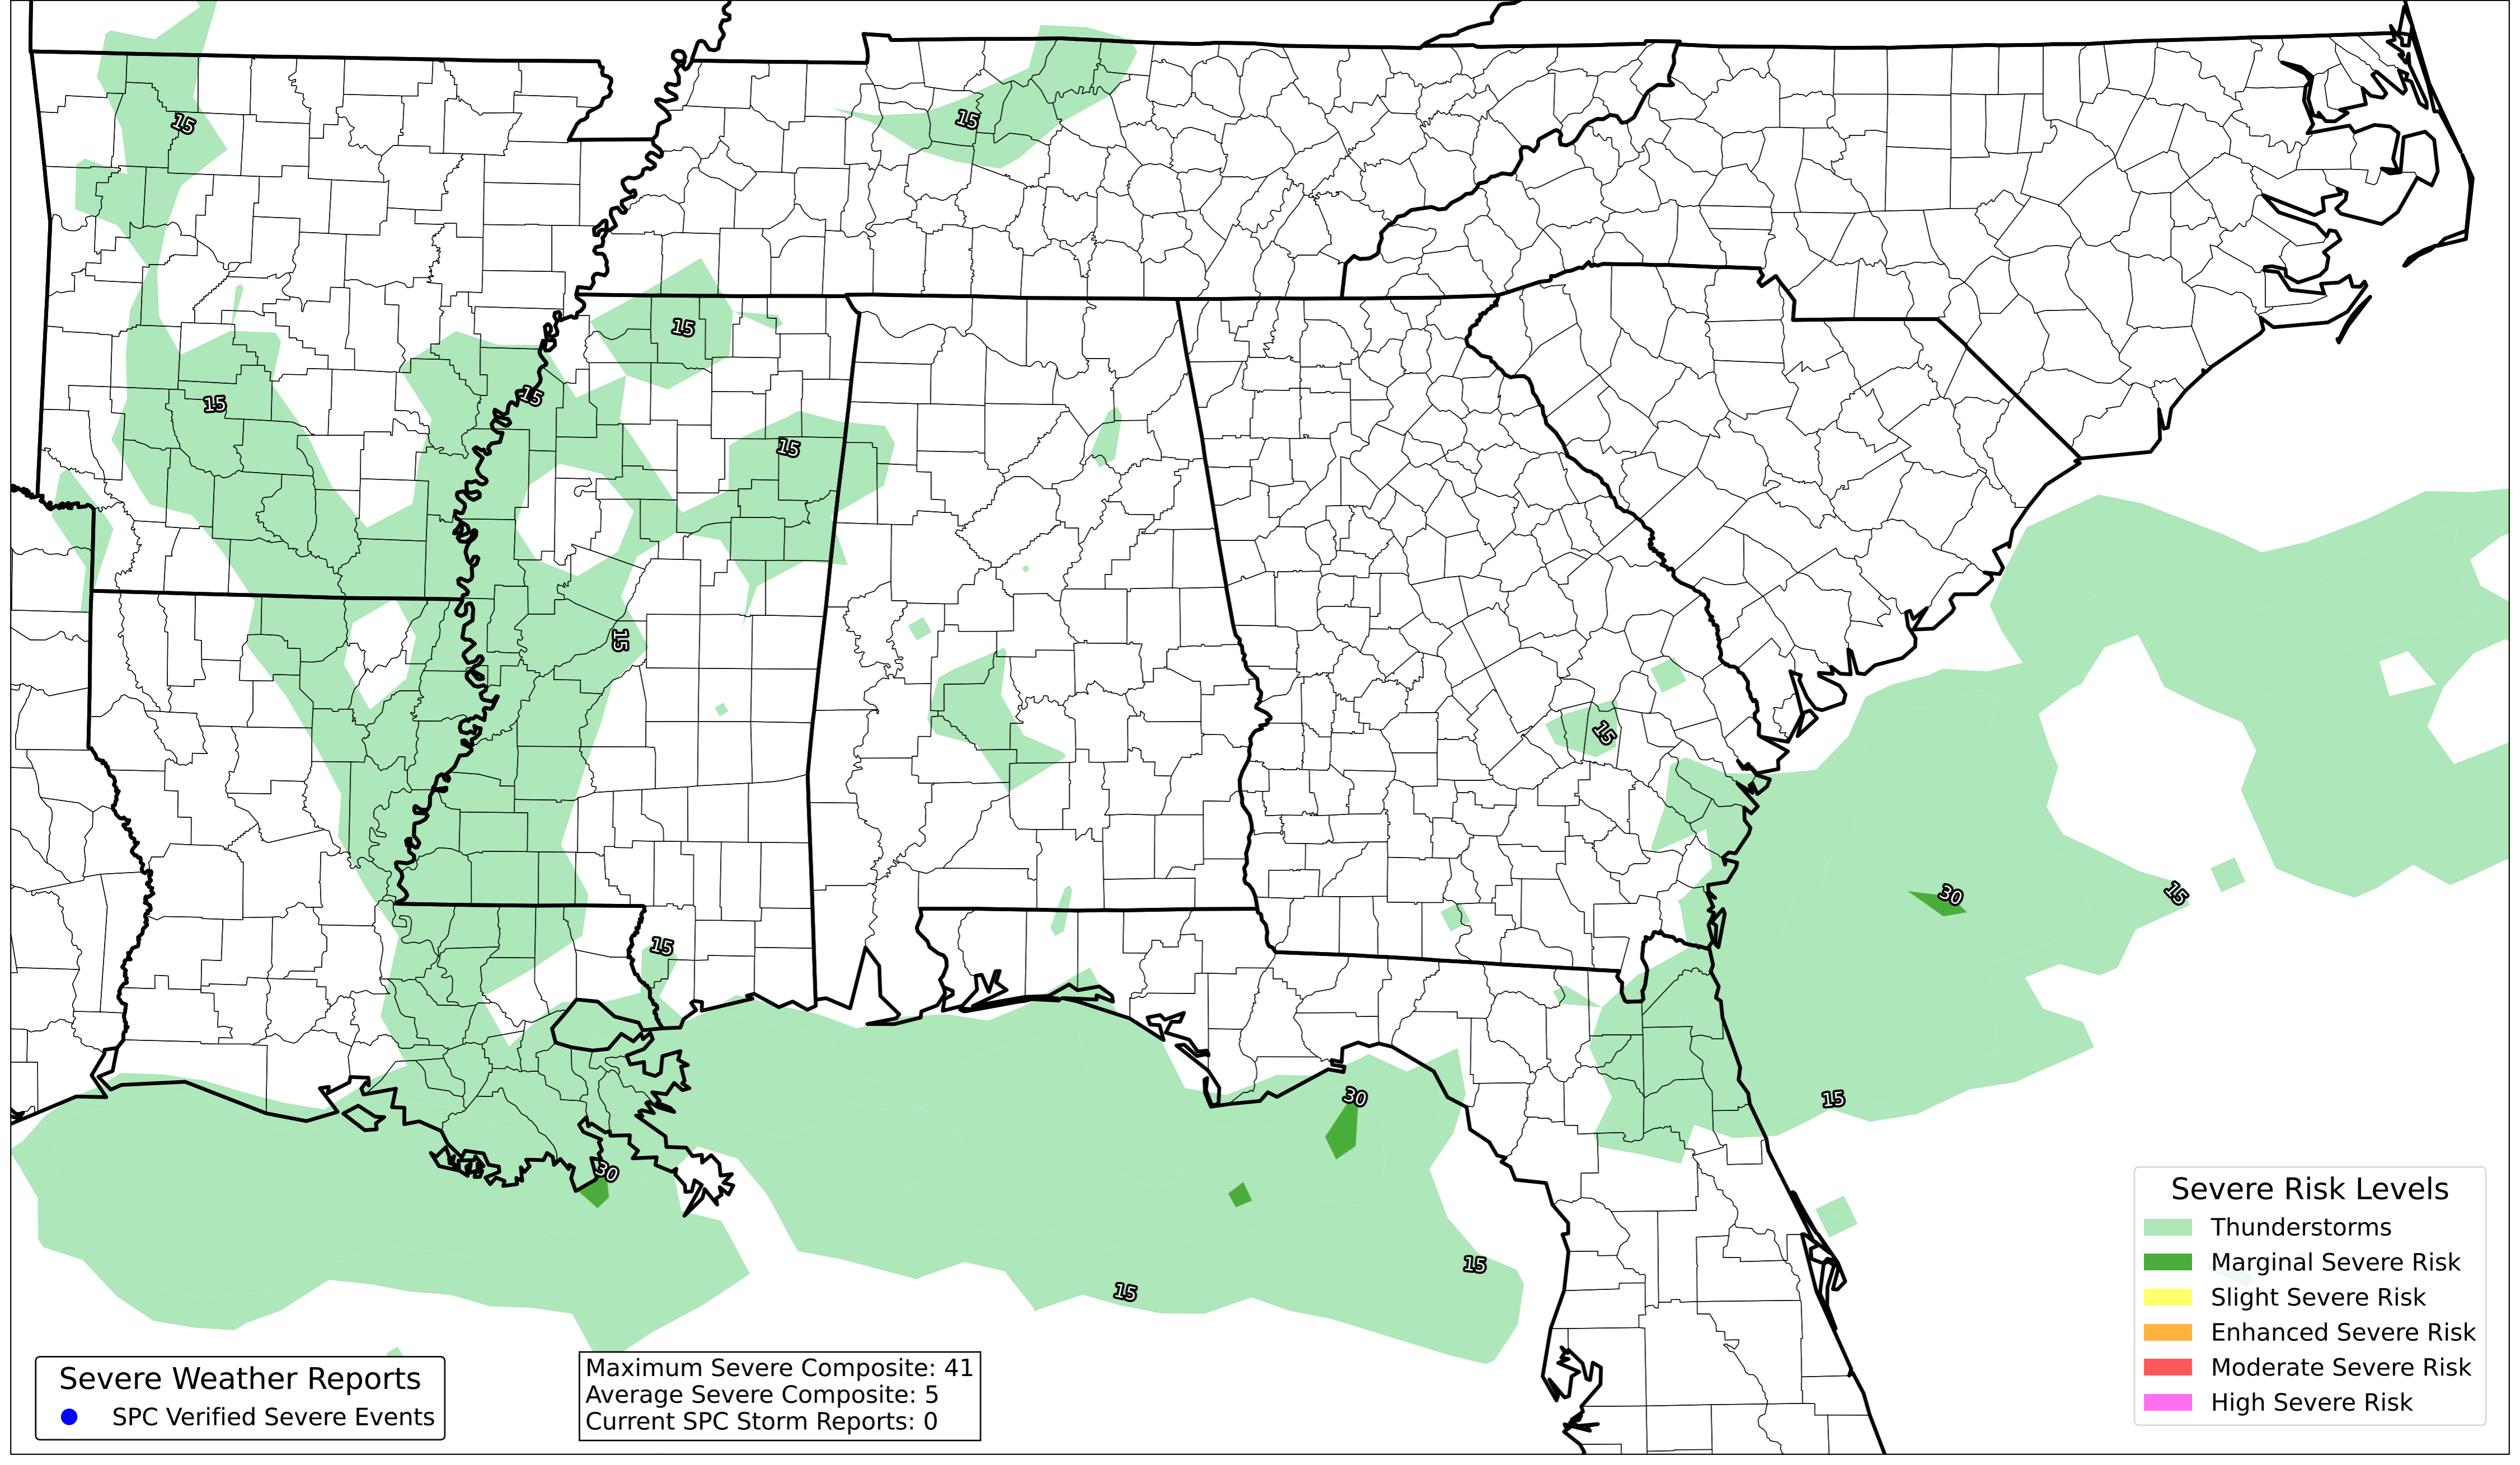 15
15
15
15
15
15
15
15
15
30
15
30
15
30
15
15
Severe Risk Levels
Thunderstorms
Marginal Severe Risk
Slight Severe Risk
Enhanced Severe Risk
Moderate Severe Risk
High Severe Risk
Severe Weather Reports
SPC Verified Severe Events
Maximum Severe Composite: 41
Average Severe Composite: 5
Current SPC Storm Reports: 0